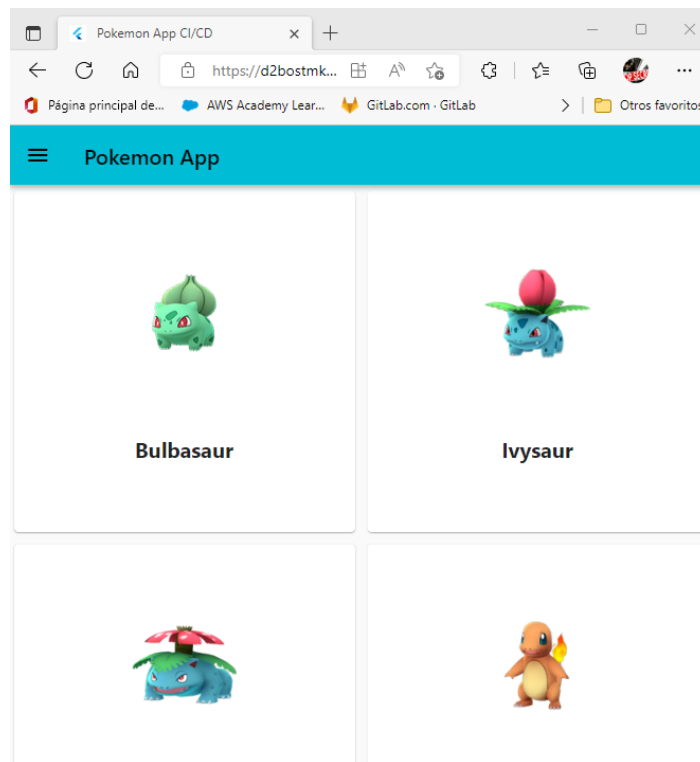 Pokemon App CI/CD
https://d2bostmk...
Página principal de...
AWS Academy Lear...
GitLab.com · GitLab
Otros favoritos
Pokemon App
Bulbasaur
Ivysaur